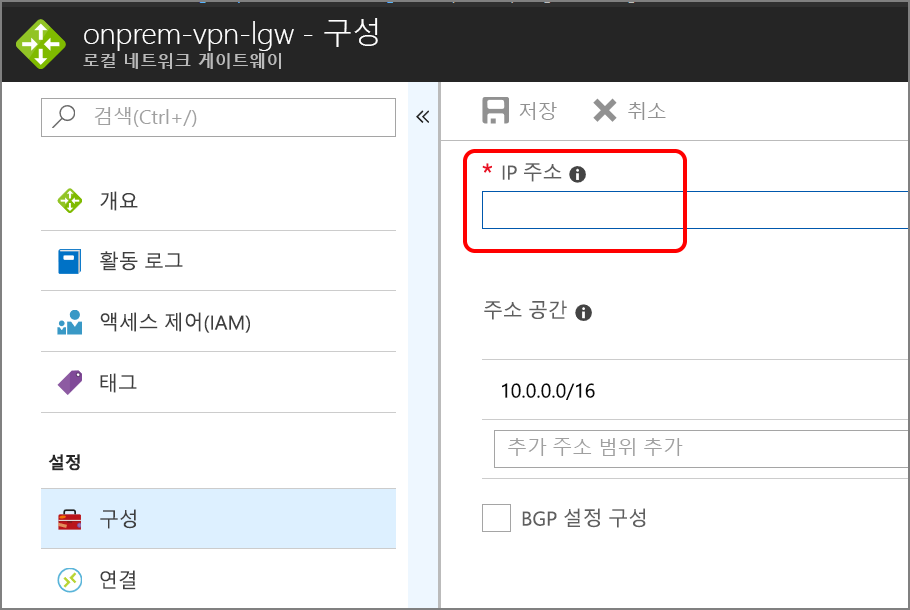 onprem-vpn-lgw - 구성
로컬 네트워크 게이트웨이
검색(Ctrl+/)
개요
활동 로그
액세스 제어(IAM)
태그
설정
구성
연결
저장 취소
* IP 주소
주소 공간
10.0.0.0/16
추가 주소 범위 추가
BGP 설정 구성